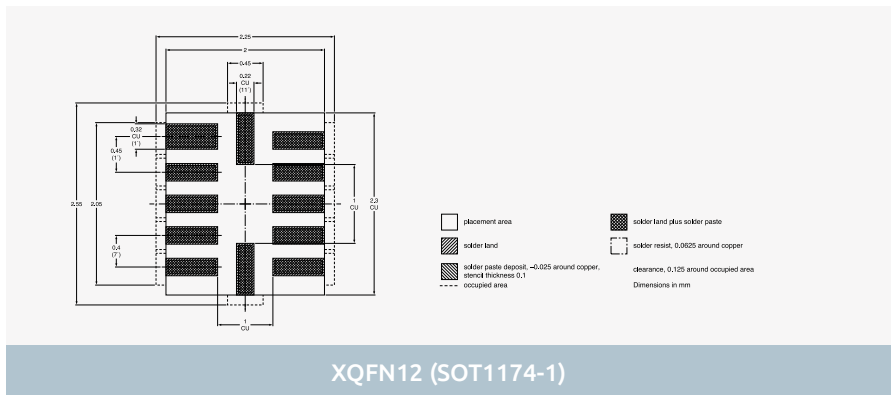 2.25
2
0.45
0.22
CU
(11´)
0.32
CU
(1´)
0.45
(1´)
2.55
2.05
1
CU
2.3
CU
0.4
(7´)
1
CU
placement area
solder land
solder paste deposit, –0.025 around copper,
stencil thickness 0.1
occupied area
solder land plus solder paste
solder resist, 0.0625 around copper
clearance, 0.125 around occupied area
Dimensions in mm
XQFN12 (SOT1174-1)